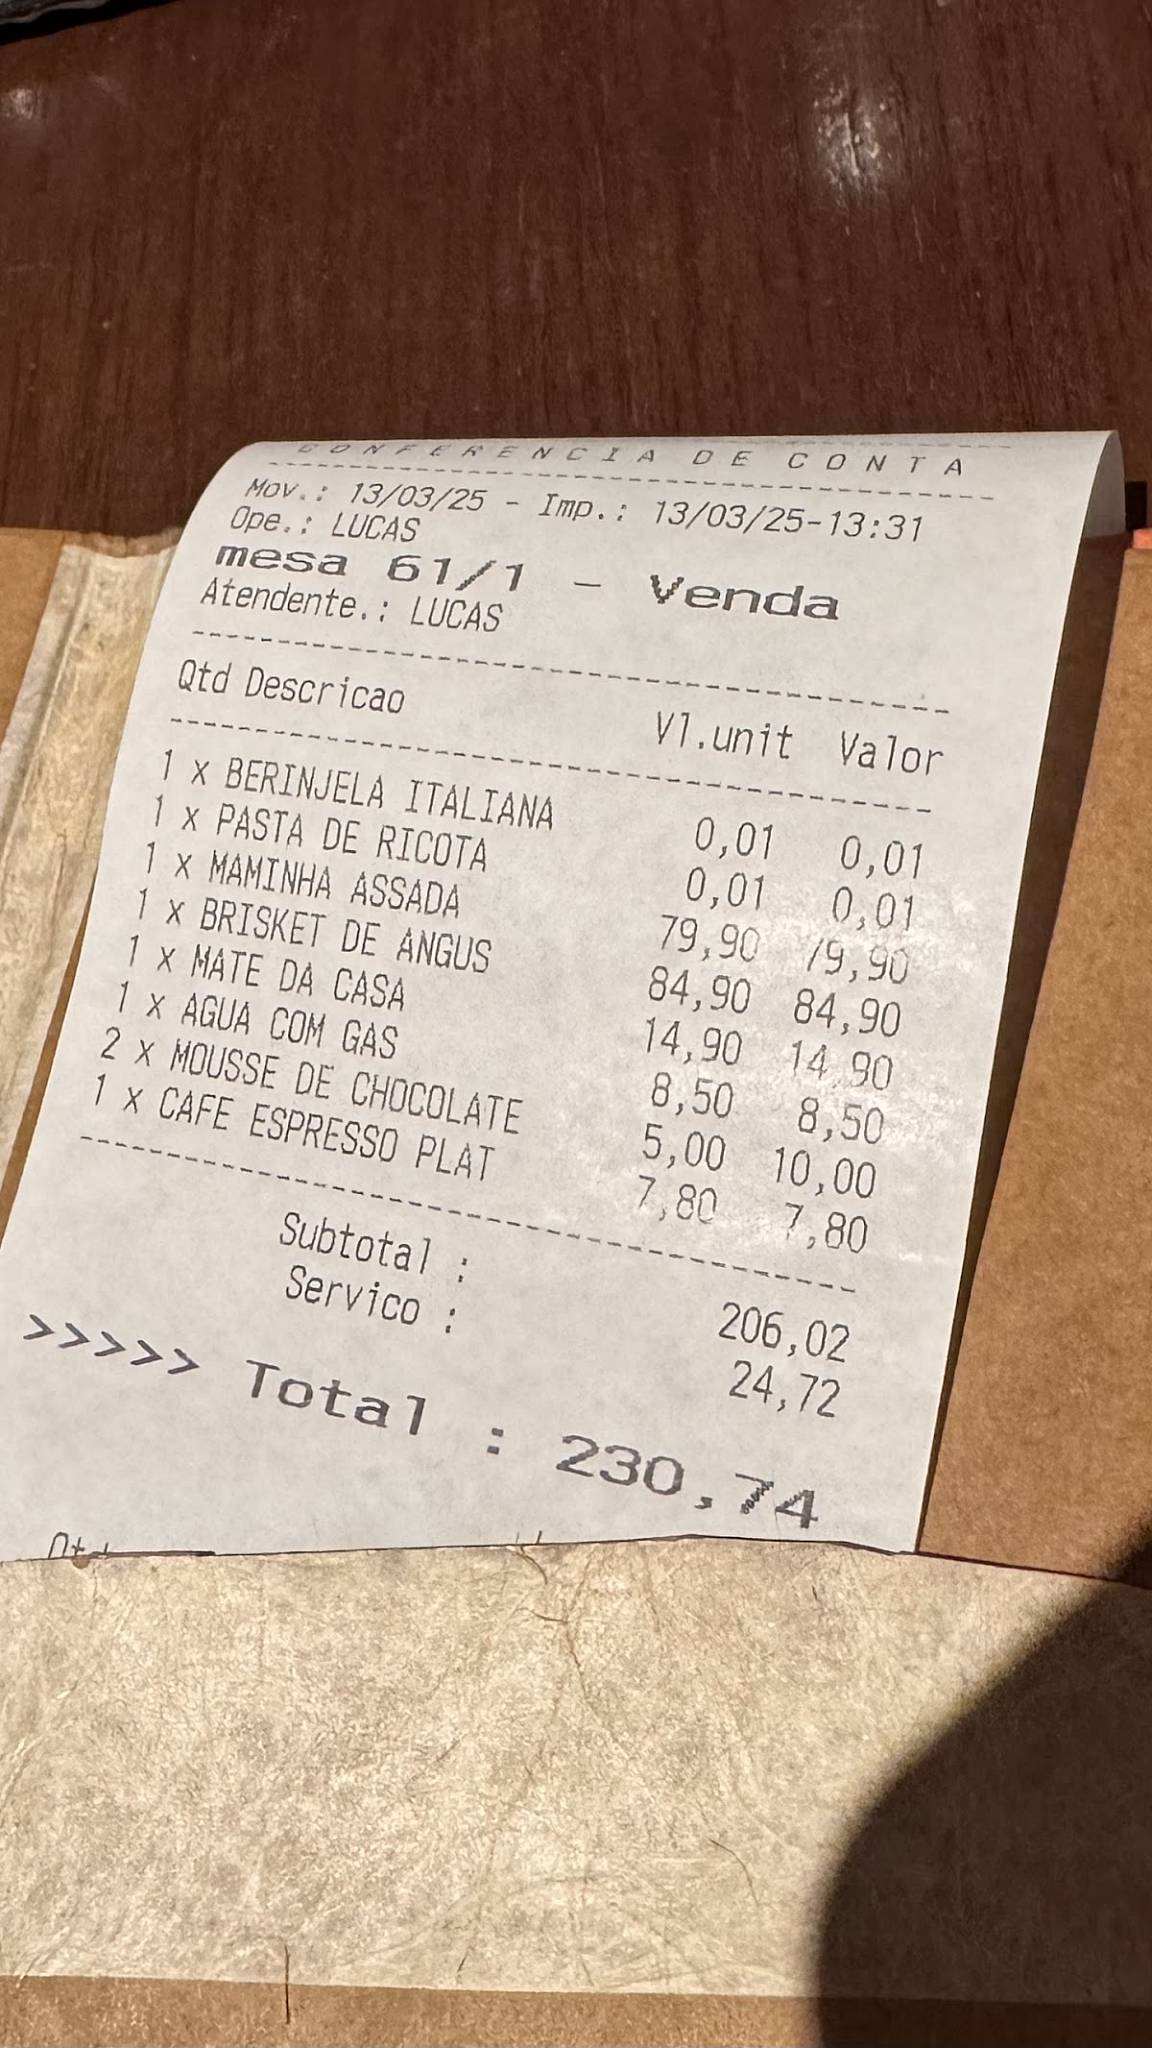 CONFERENCIA DE CONTA
Mov.: 13/03/25 - Imp.: 13/03/25-13:31
Ope.: LUCAS
mesa 61/1 - Venda
Atendente.: LUCAS
Qtd Descricao Vl.unit Valor
1 x BERINJELA ITALIANA 0,01 0,01
1 x PASTA DE RICOTA 0,01 0,01
1 x MAMINHA ASSADA 79,90 79,90
1 x BRISKET DE ANGUS 84,90 84,90
1 x MATE DA CASA 14,90 14,90
1 x AGUA COM GAS 8,50 8,50
2 x MOUSSE DE CHOCOLATE 5,00 10,00
1 x CAFE ESPRESSO PLAT 7,80 7,80
Subtotal : 206,02
Servico : 24,72
>>>>> Total : 230,74